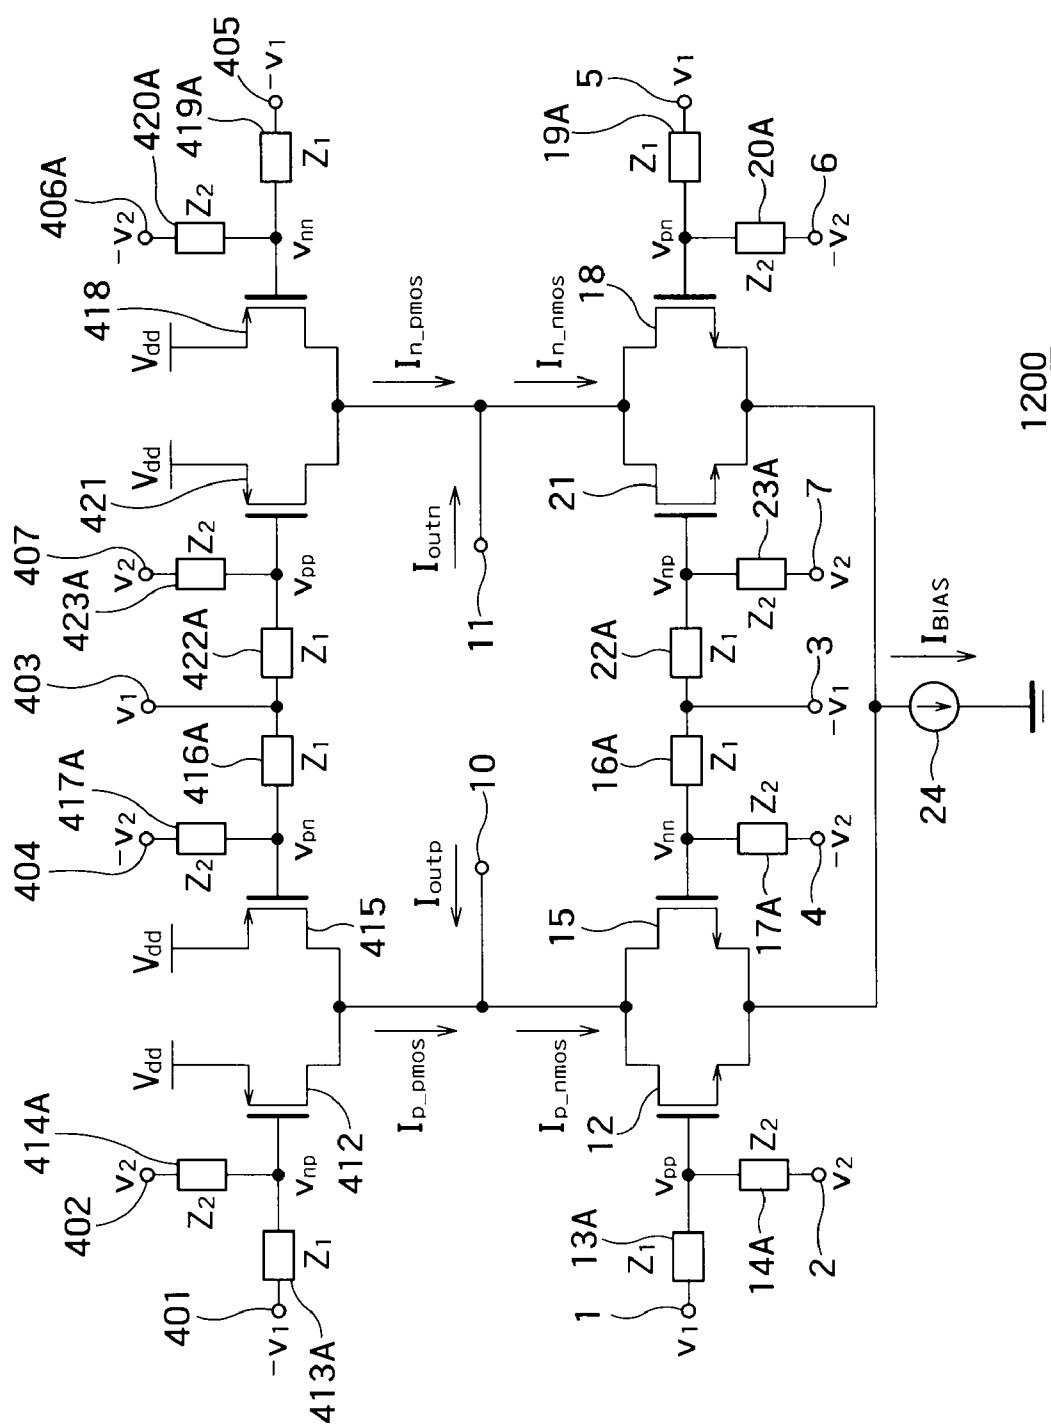 402
414A
404
417A
403
407
423A
406A
420A
419A
405
V2
-V2
V1
V2
-V2
Vdd
Vdd
Vdd
Vdd
421
418
401
-V1
413A
Z1
Z2
Vnp
412
415
Z2
Vpn
416A
Z1
422A
Z1
Vpp
Z2
Vnn
Z2
Z1
-V1
Ip_pmos
Ioutp
10
Ioutn
11
In_pmos
Ip_nmos
In_nmos
1
V1
13A
Z1
Vpp
12
15
Vnn
16A
Z1
22A
Z1
Vnp
21
18
Vpn
Z1
19A
5
V1
14A
Z2
2
V2
17A
Z2
4
-V2
3
-V1
23A
Z2
7
V2
20A
Z2
6
-V2
24
IBIAS
1200